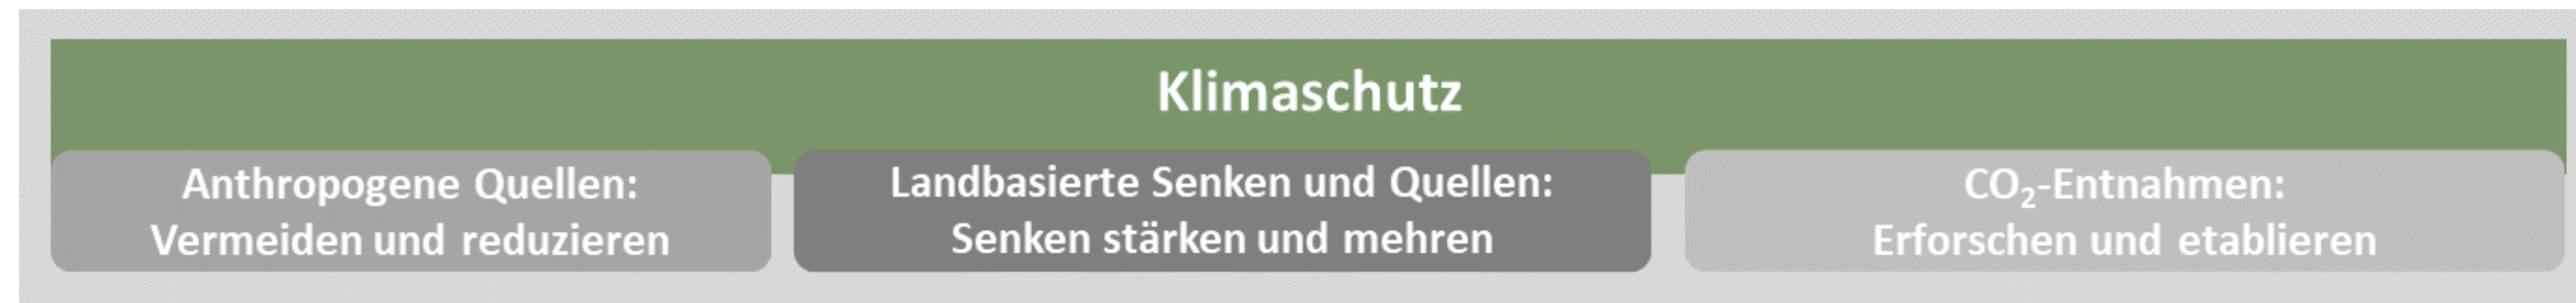 Klimaschutz
Anthropogene Quellen:
Vermeiden und reduzieren
Landbasierte Senken und Quellen:
Senken stärken und mehren
CO₂-Entnahmen:
Erforschen und etablieren